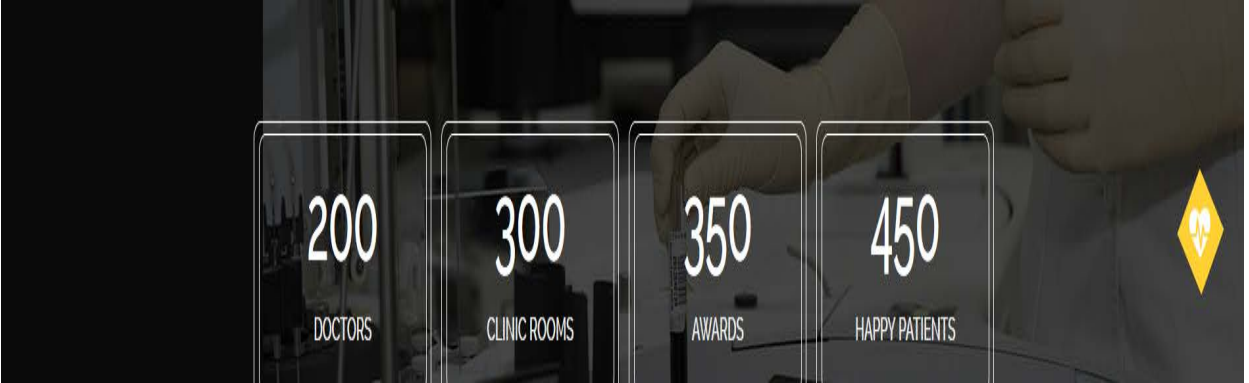 200
300
350
450
DOCTORS
CLINIC ROOMS
AWARDS
HAPPY PATIENTS